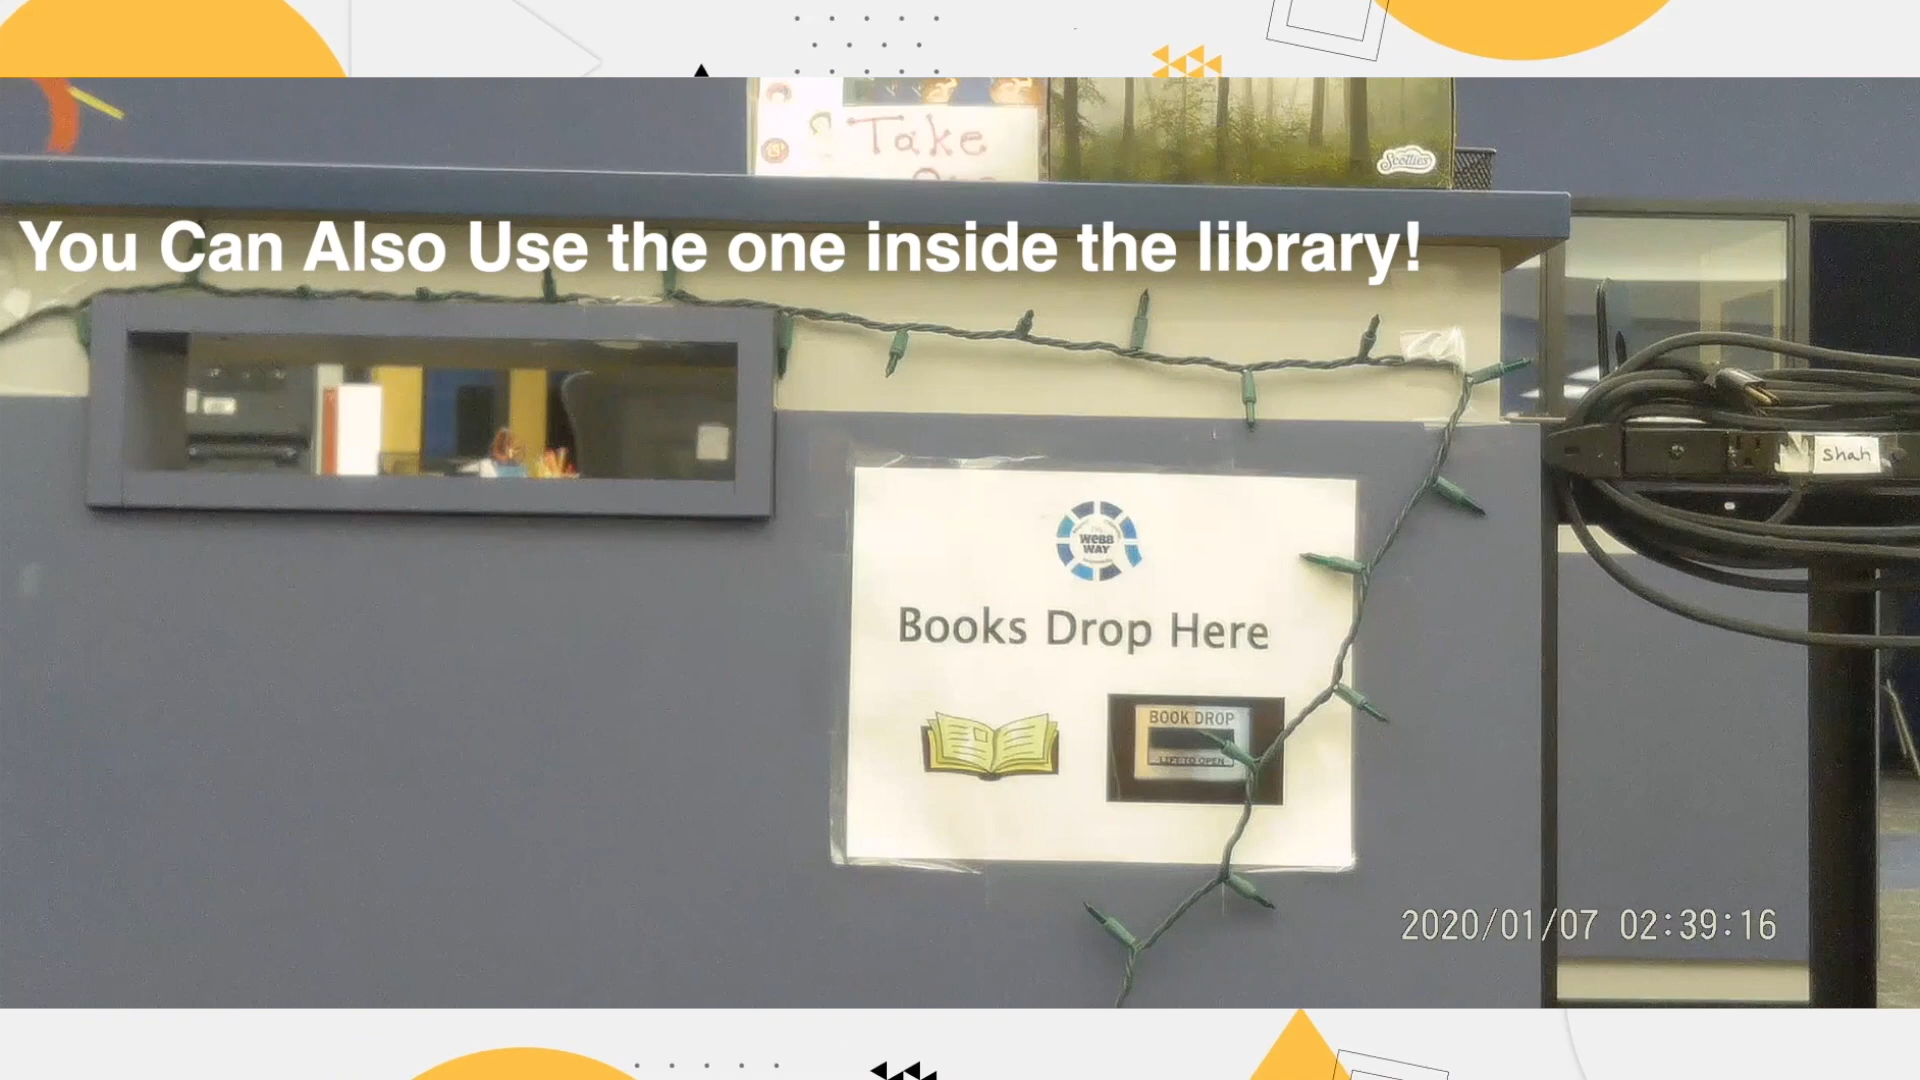 Take
Scotties
You Can Also Use the one inside the library!
shah
WEBB
WAY
Books Drop Here
BOOK DROP
LIFT TO OPEN
2020/01/07 02:39:16